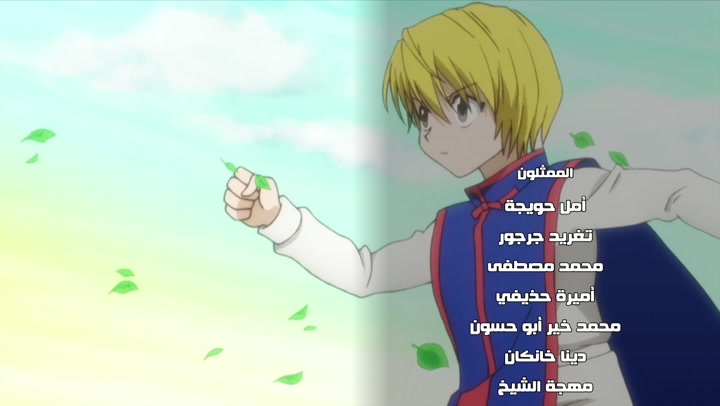 الممثلون
أمل حويجة
تغريد جرجور
محمد مصطفى
أميرة حذيفي
محمد خير أبو حسون
دينا خانكان
مهجة الشيخ